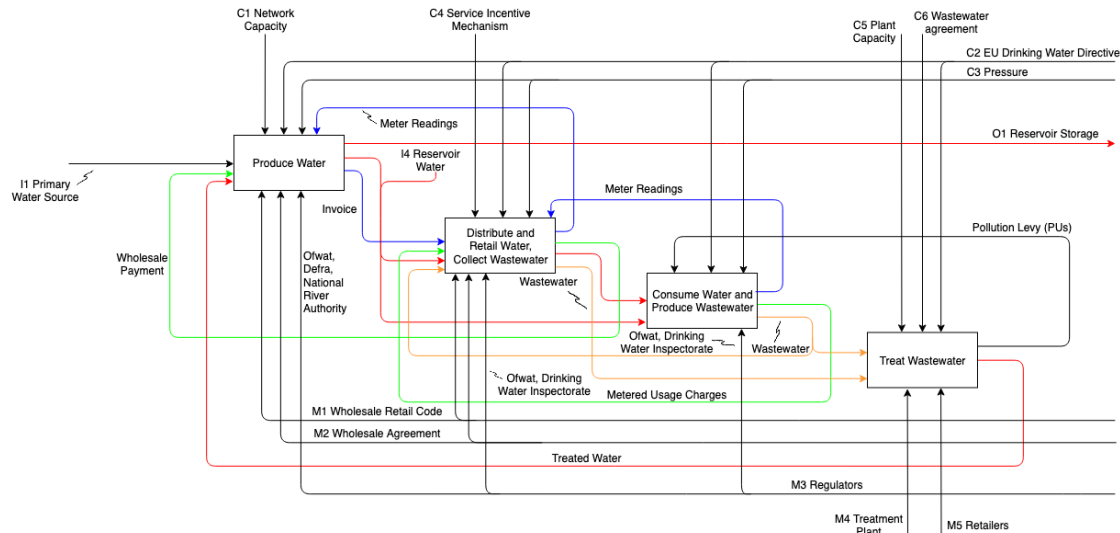 C1 Network
Capacity
C4 Service Incentive
Mechanism
C5 Plant
Capacity
C6 Wastewater
agreement
C2 EU Drinking Water Directive
C3 Pressure
Meter Readings
O1 Reservoir Storage
Produce Water
I4 Reservoir
Water
I1 Primary
Water Source
Meter Readings
Invoice
Distribute and
Retail Water,
Collect Wastewater
Pollution Levy (PUs)
Wholesale
Payment
Ofwat,
Defra,
National
River
Authority
Wastewater
Consume Water and
Produce Wastewater
Ofwat, Drinking
Water Inspectorate
Wastewater
Treat Wastewater
Ofwat, Drinking
Water Inspectorate
Metered Usage Charges
M1 Wholesale Retail Code
M2 Wholesale Agreement
Treated Water
M3 Regulators
M4 Treatment
Plant
M5 Retailers